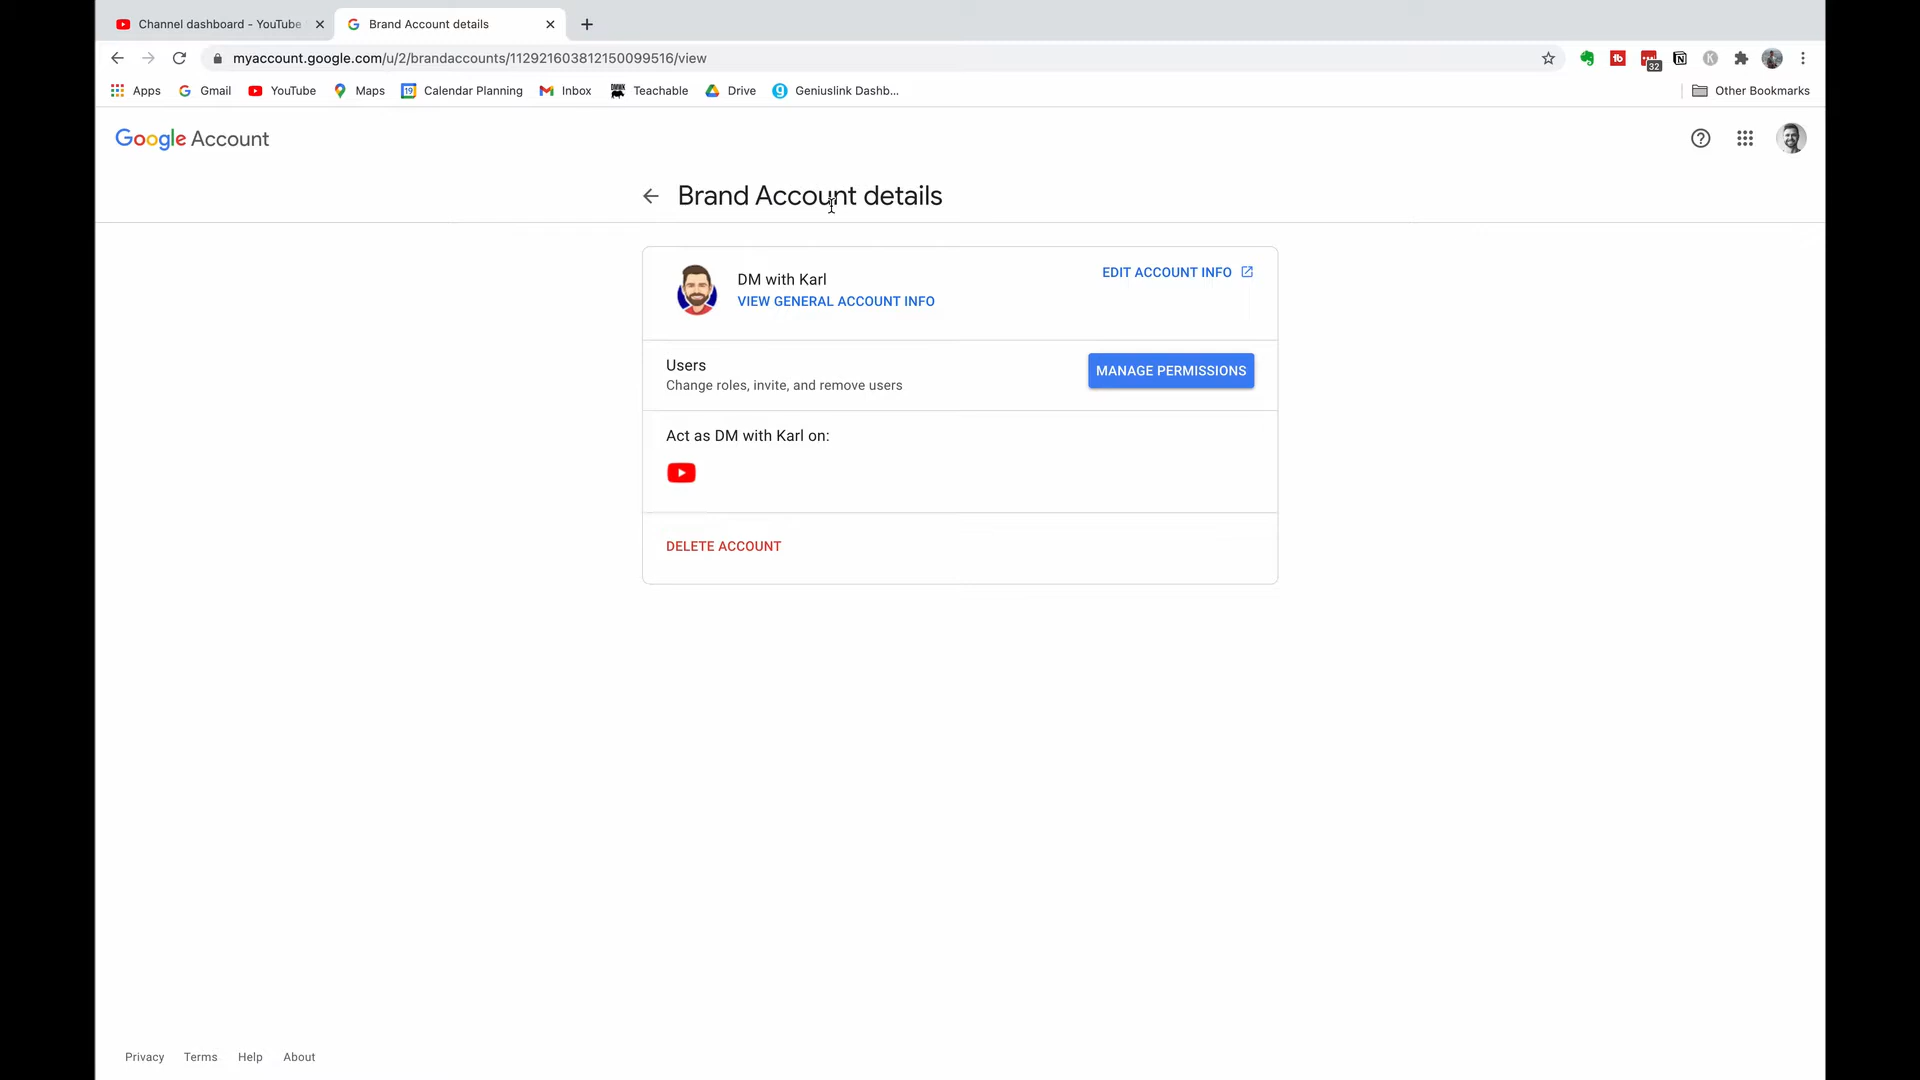 Channel dashboard - YouTube
Brand Account details
myaccount.google.com/u/2/brandaccounts/112921603812150099516/view
32
Apps
Gmail
YouTube
Maps
19
Calendar Planning
Inbox
Teachable
Drive
Geniuslink Dashb...
Other Bookmarks
Google Account
Brand Account details
DM with Karl
EDIT ACCOUNT INFO
VIEW GENERAL ACCOUNT INFO
Users
Change roles, invite, and remove users
MANAGE PERMISSIONS
Act as DM with Karl on:
DELETE ACCOUNT
Privacy
Terms
Help
About